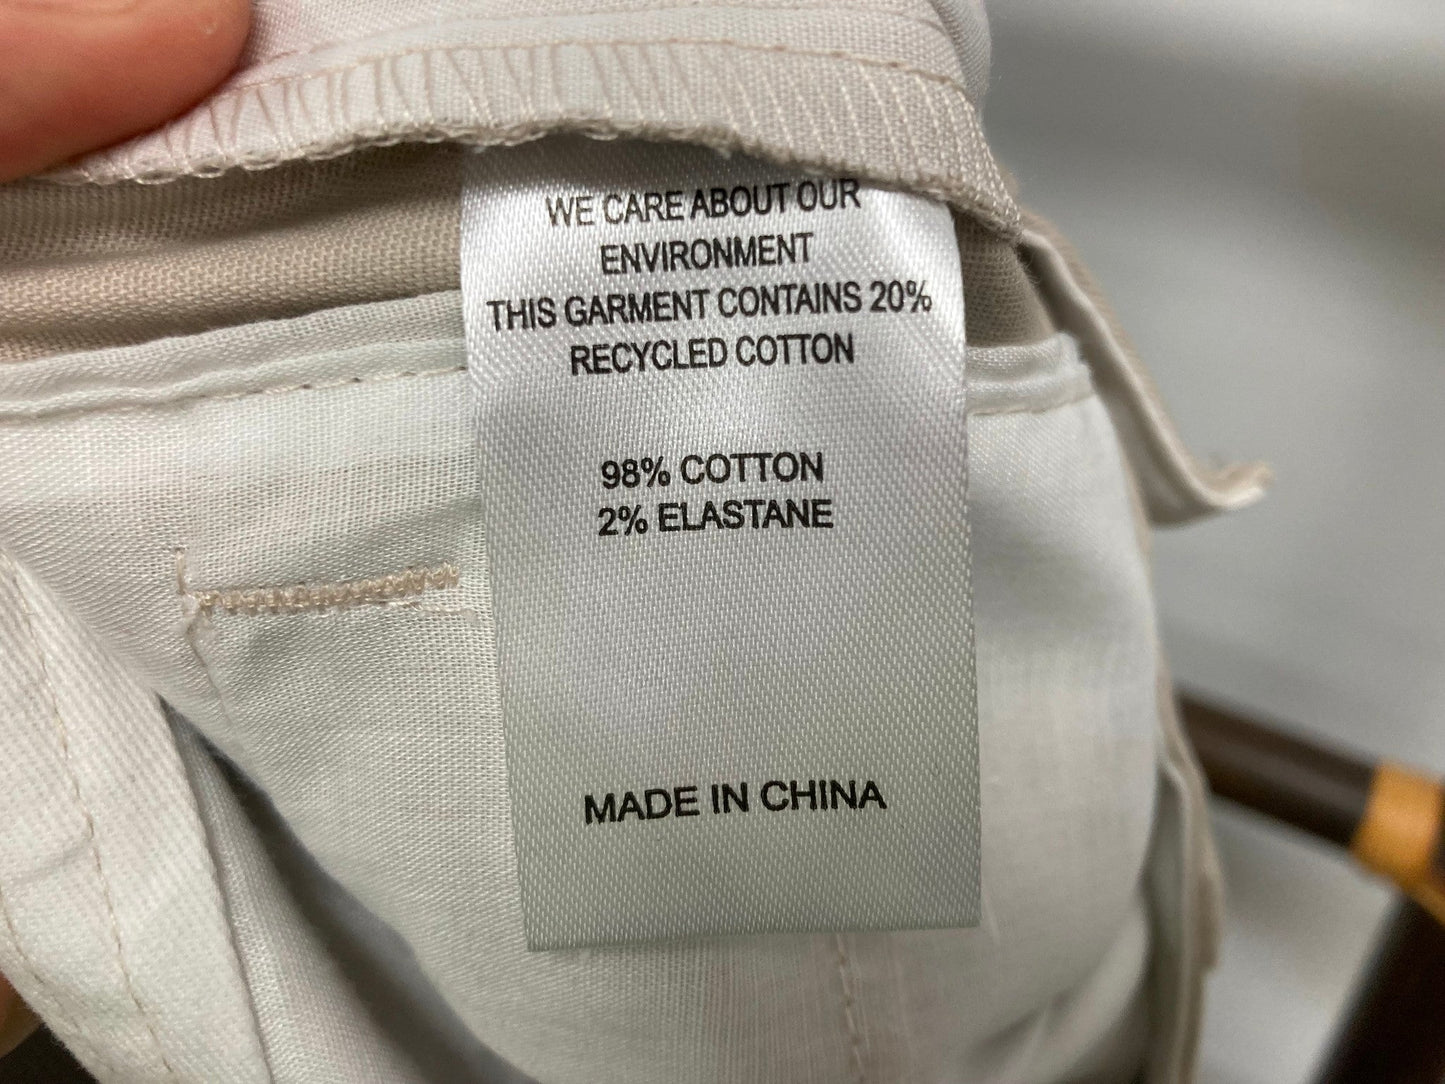 WE CARE ABOUT OUR
ENVIRONMENT
THIS GARMENT CONTAINS 20%
RECYCLED COTTON
98% COTTON
2% ELASTANE
MADE IN CHINA